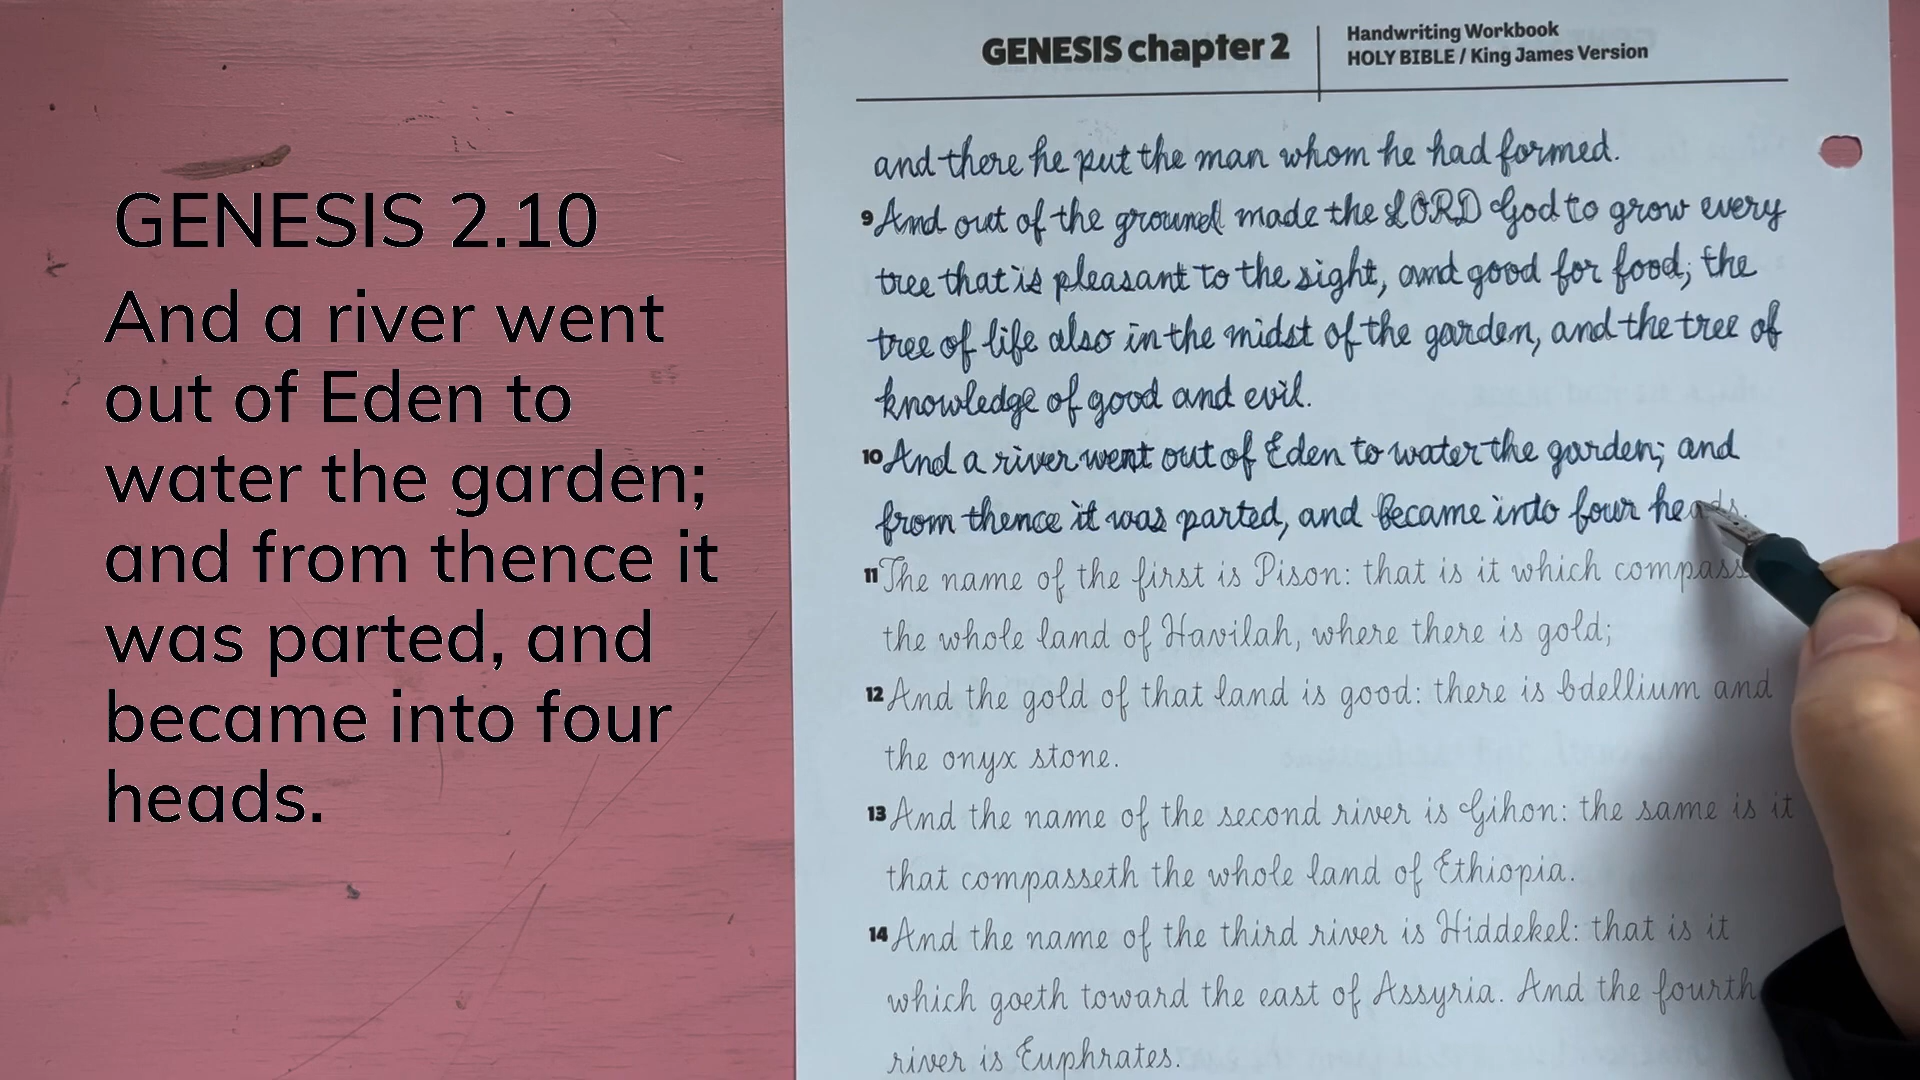 GENESIS 2.10
And a river went
out of Eden to
water the garden;
and from thence it
was parted, and
became into four
heads.
GENESIS chapter 2
Handwriting Workbook
HOLY BIBLE / King James Version
and there he put the man whom he had formed.
9 And out of the ground made the LORD God to grow every
tree that is pleasant to the sight, and good for food; the
tree of life also in the midst of the garden, and the tree of
knowledge of good and evil.
10 And a river went out of Eden to water the garden; and
from thence it was parted, and became into four heads.
11 The name of the first is Pison: that is it which compass
the whole land of Havilah, where there is gold;
12 And the gold of that land is good: there is bdellium and
the onyx stone.
13 And the name of the second river is Gihon: the same is it
that compasseth the whole land of Ethiopia.
14 And the name of the third river is Hiddekel: that is it
which goeth toward the east of Assyria. And the fourth
river is Euphrates.